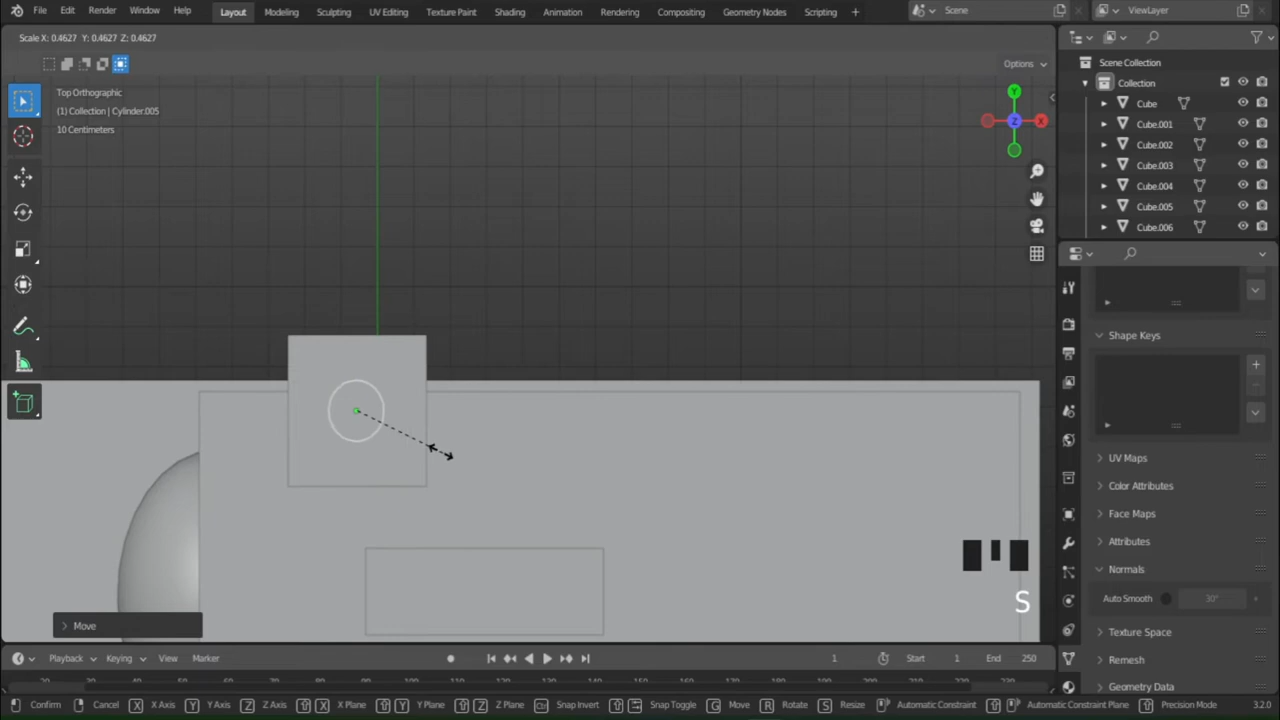 File Edit Render Window Help Layout Modeling Sculpting UV Editing Texture Paint Shading Animation Rendering Compositing Geometry Nodes Scripting + Scene ViewLayer
Scale X: 0.4627 Y: 0.4627 Z: 0.4627
Options
Top Orthographic
(1) Collection | Cylinder.005
10 Centimeters
Y
Z
X
Scene Collection
Collection
Cube
Cube.001
Cube.002
Cube.003
Cube.004
Cube.005
Cube.006
Shape Keys
UV Maps
Color Attributes
Face Maps
Attributes
Normals
Auto Smooth 30°
Texture Space
Remesh
Geometry Data
S
Move
Playback Keying View Marker 1 Start 1 End 250
Confirm Cancel X X Axis Y Y Axis Z Z Axis X X Plane Y Y Plane Z Z Plane Ctrl Snap Invert Snap Toggle G Move R Rotate S Resize Automatic Constraint Automatic Constraint Plane Precision Mode 3.2.0